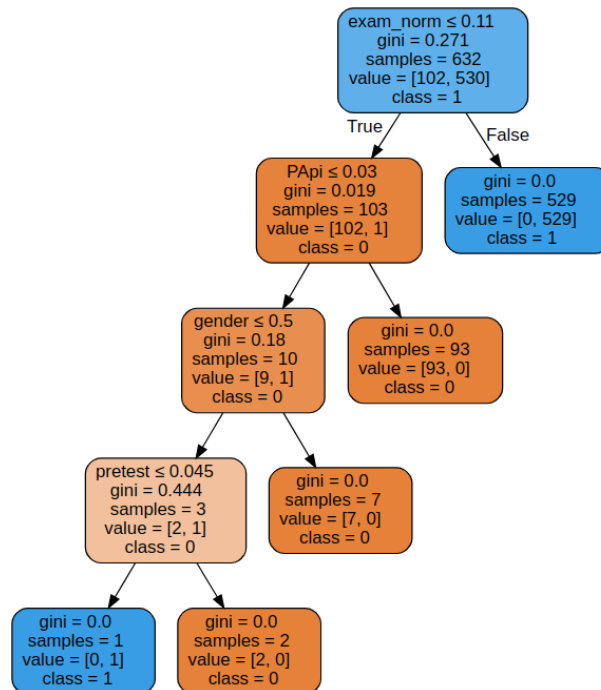 exam_norm ≤ 0.11
gini = 0.271
samples = 632
value = [102, 530]
class = 1
True
False
PApi ≤ 0.03
gini = 0.019
samples = 103
value = [102, 1]
class = 0
gini = 0.0
samples = 529
value = [0, 529]
class = 1
gender ≤ 0.5
gini = 0.18
samples = 10
value = [9, 1]
class = 0
gini = 0.0
samples = 93
value = [93, 0]
class = 0
pretest ≤ 0.045
gini = 0.444
samples = 3
value = [2, 1]
class = 0
gini = 0.0
samples = 7
value = [7, 0]
class = 0
gini = 0.0
samples = 1
value = [0, 1]
class = 1
gini = 0.0
samples = 2
value = [2, 0]
class = 0